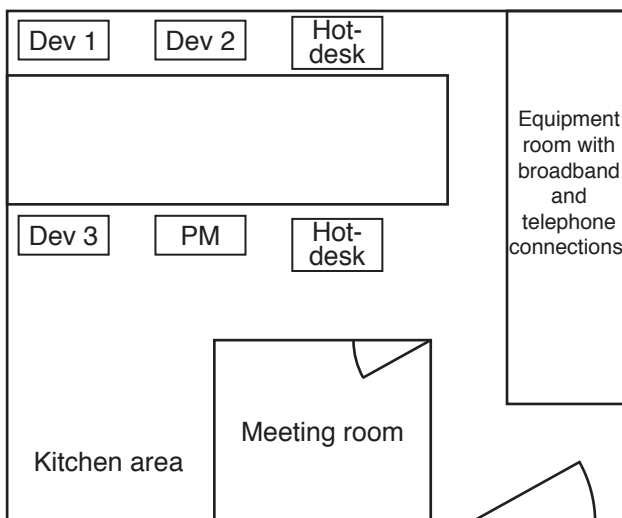 Dev 1
Dev 2
Hot-
desk
Equipment
room with
broadband
and
telephone
connections
Dev 3
PM
Hot-
desk
Meeting room
Kitchen area